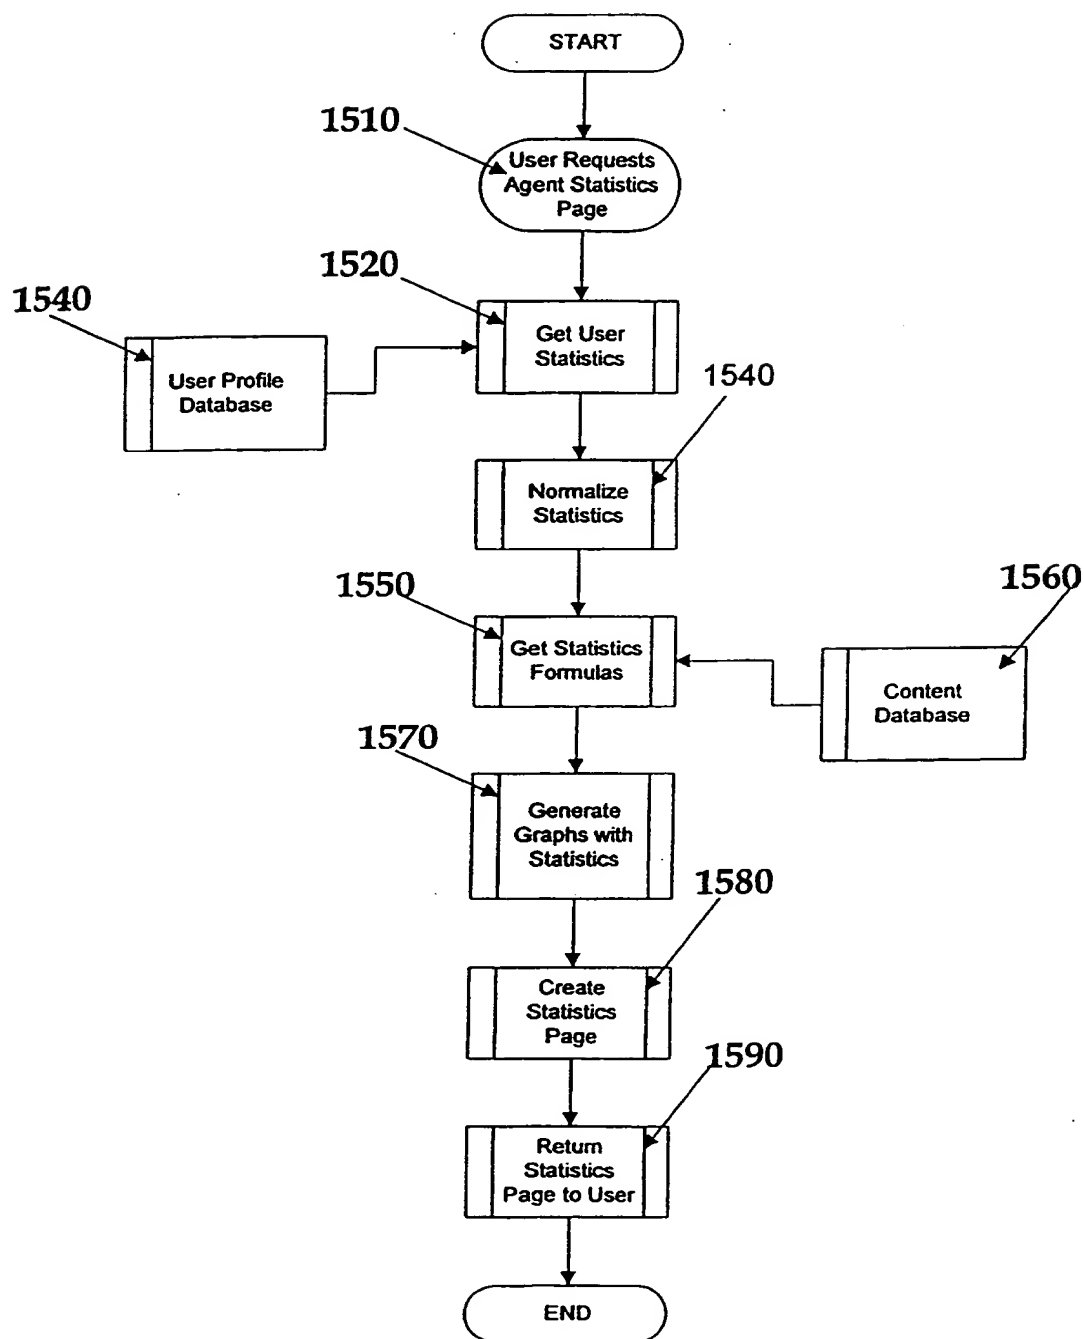 START
1510
User Requests
Agent Statistics
Page
1520
1540
Get User
Statistics
User Profile
Database
1540
Normalize
Statistics
1550
1560
Get Statistics
Formulas
Content
Database
1570
Generate
Graphs with
Statistics
1580
Create
Statistics
Page
1590
Return
Statistics
Page to User
END